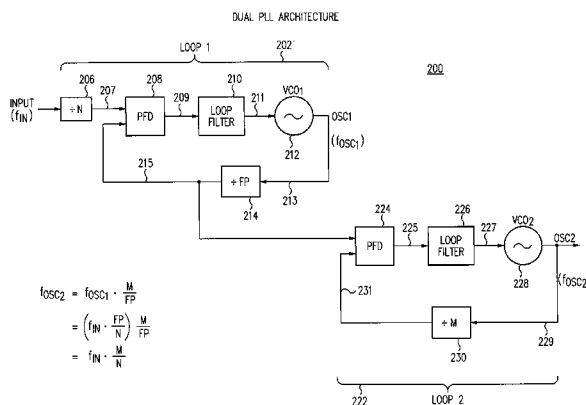 DUAL PLL ARCHITECTURE
LOOP 1
202
200
206
207
208
209
210
211
VCO1
OSC1
INPUT
(fIN)
÷ N
PFD
LOOP
FILTER
212
(fOSC1)
215
÷ FP
213
214
224
225
226
227
VCO2
OSC2
PFD
LOOP
FILTER
228
(fOSC2)
231
÷ M
229
230
fOSC2 = fOSC1 · M/FP
= (fIN · FP/N) M/FP
= fIN · M/N
222
LOOP 2